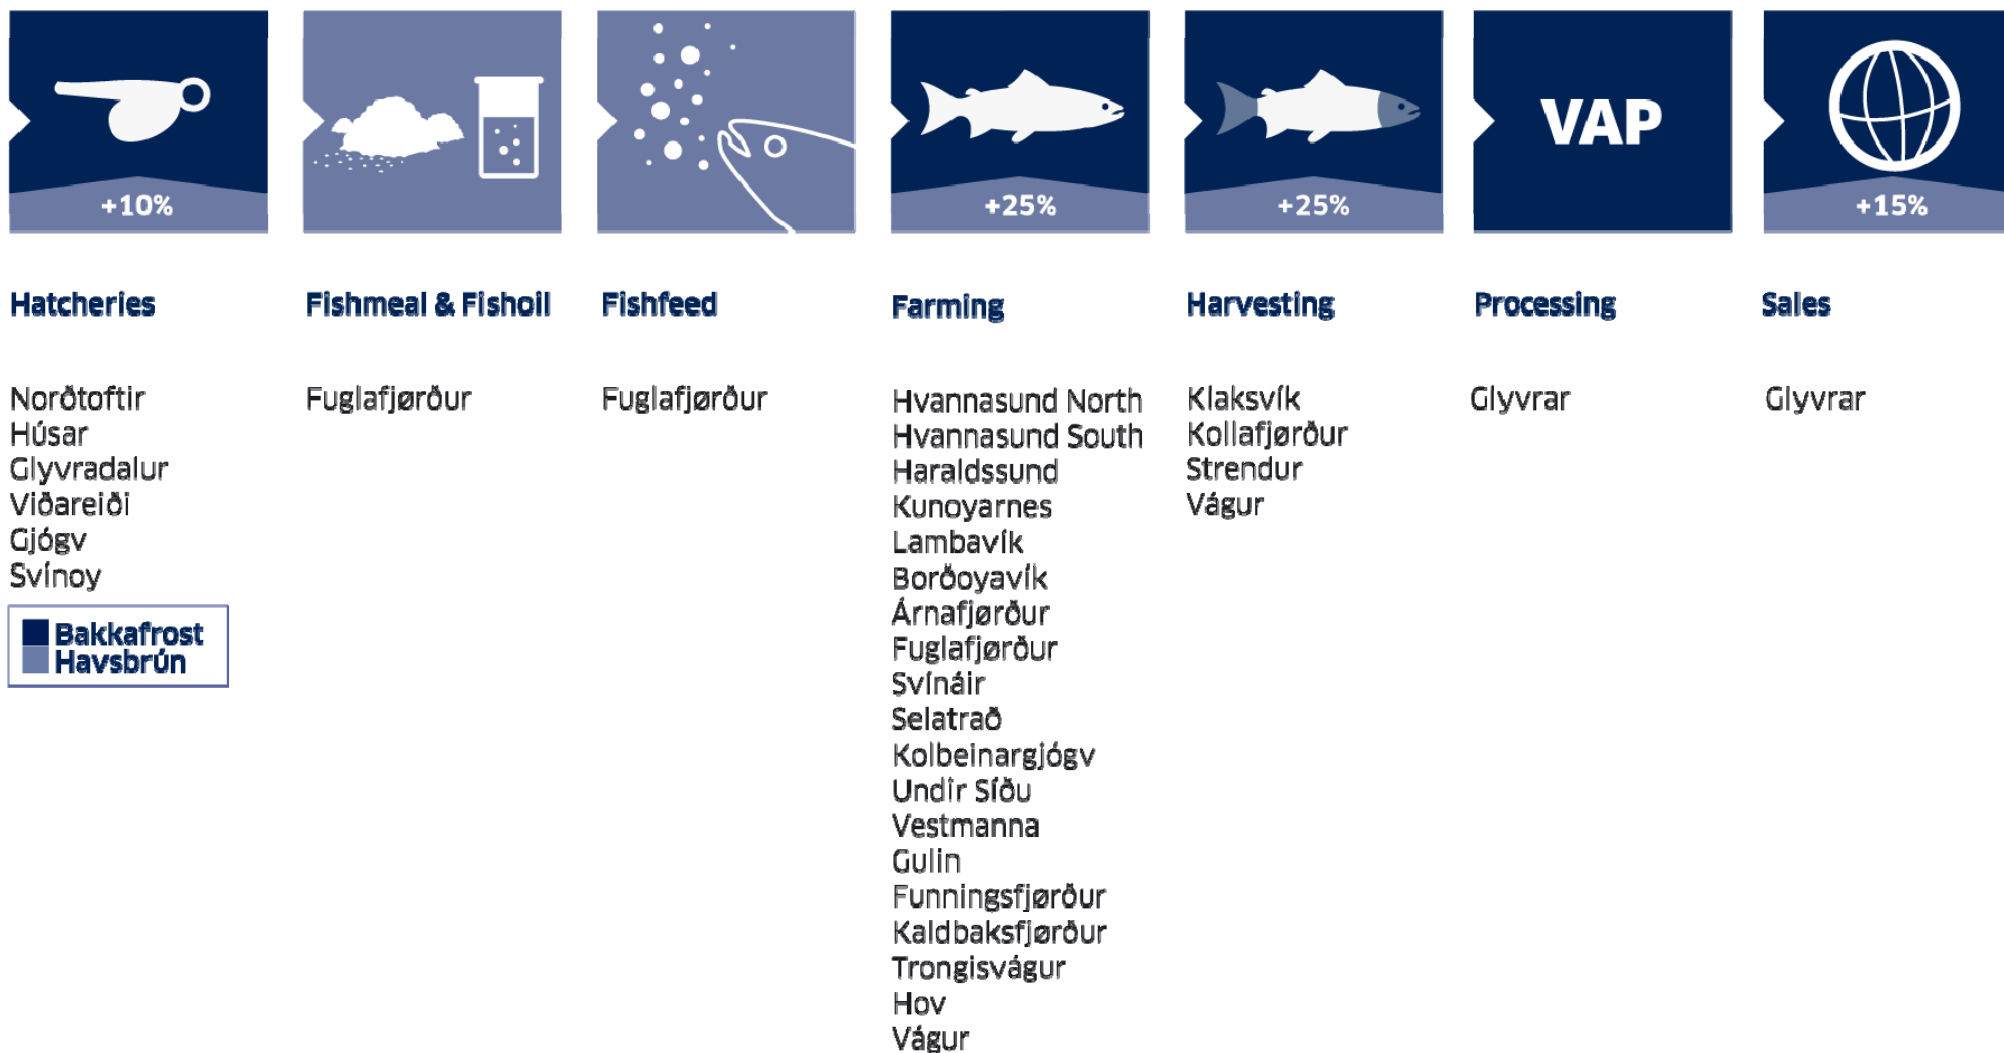 +10%
+25%
+25%
VAP
+15%
Hatcheries
Norðtoftir
Húsar
Glyvradalur
Viðareiði
Gjógv
Svínoy
Bakkafrost
Havsbrún
Fishmeal & Fishoil
Fuglafjørður
Fishfeed
Fuglafjørður
Farming
Hvannasund North
Hvannasund South
Haraldssund
Kunoyarnes
Lambavík
Borðoyavík
Árnafjørður
Fuglafjørður
Svínáir
Selatrað
Kolbeinargjógv
Undir Síðu
Vestmanna
Gulin
Funningsfjørður
Kaldbaksfjørður
Trongisvágur
Hov
Vágur
Harvesting
Klaksvík
Kollafjørður
Strendur
Vágur
Processing
Glyvrar
Sales
Glyvrar